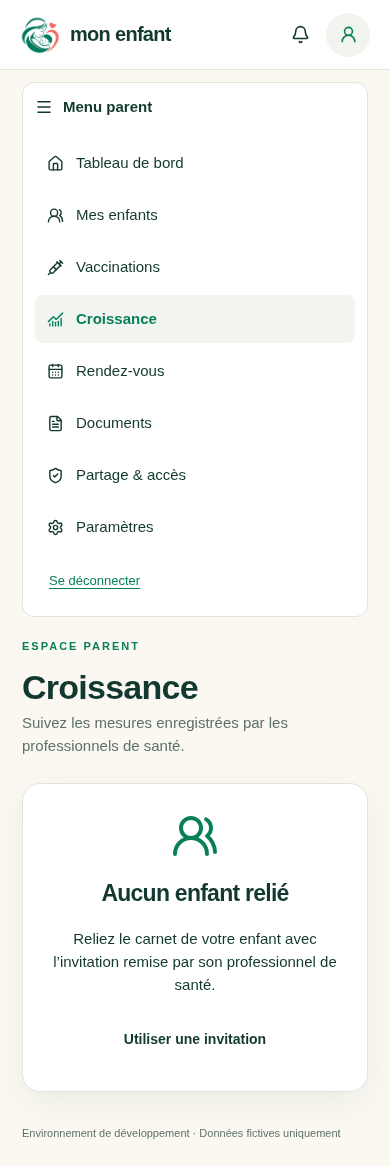 mon enfant
Menu parent
Tableau de bord
Mes enfants
Vaccinations
Croissance
Rendez-vous
Documents
Partage & accès
Paramètres
Se déconnecter
ESPACE PARENT
Croissance
Suivez les mesures enregistrées par les
professionnels de santé.
Aucun enfant relié
Reliez le carnet de votre enfant avec
l’invitation remise par son professionnel de
santé.
Utiliser une invitation
Environnement de développement · Données fictives uniquement